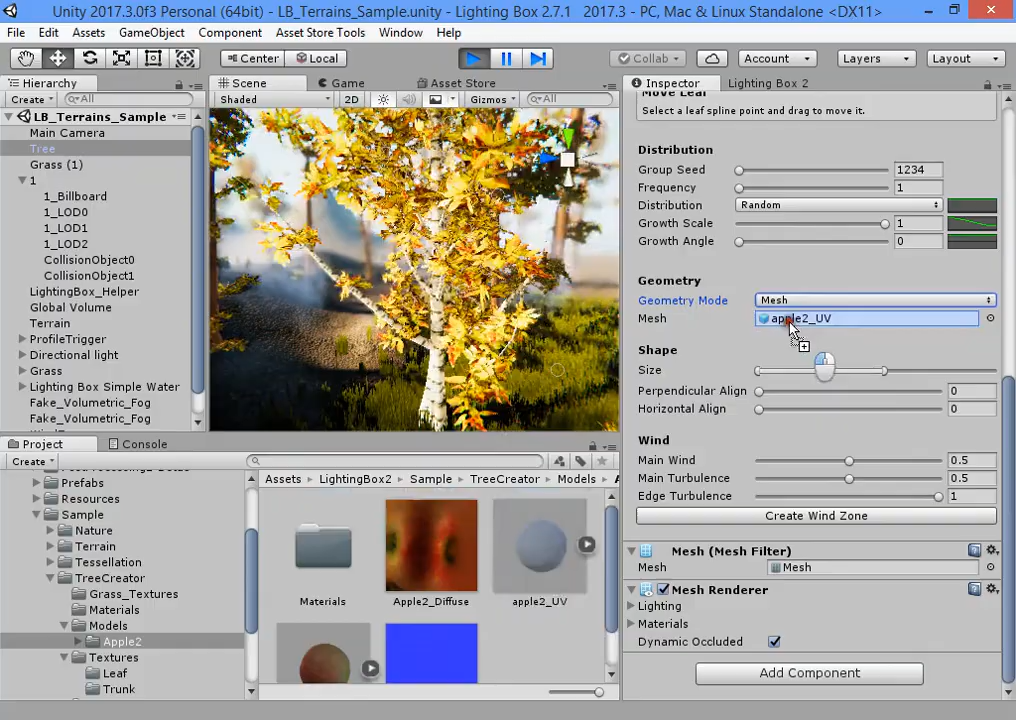 Unity 2017.3.0f3 Personal (64bit) - LB_Terrains_Sample.unity - Lighting Box 2.7.1   2017.3 - PC, Mac & Linux Standalone <DX11>
File Edit Assets GameObject Component Asset Store Tools Window Help
Center Local Collab Account Layers Layout
Hierarchy
Create All
LB_Terrains_Sample
Main Camera
Tree
Grass (1)
1
1_Billboard
1_LOD0
1_LOD1
1_LOD2
CollisionObject0
CollisionObject1
LightingBox_Helper
Global Volume
Terrain
ProfileTrigger
Directional light
Grass
Lighting Box Simple Water
Fake_Volumetric_Fog
Fake_Volumetric_Fog
Scene Game Asset Store
Shaded 2D Gizmos All
Inspector Lighting Box 2
Move Leaf
Select a leaf spline point and drag to move it.
Distribution
Group Seed 1234
Frequency 1
Distribution Random
Growth Scale 1
Growth Angle 0
Geometry
Geometry Mode Mesh
Mesh apple2_UV
Shape
Size
Perpendicular Align 0
Horizontal Align 0
Wind
Main Wind 0.5
Main Turbulence 0.5
Edge Turbulence 1
Create Wind Zone
Mesh (Mesh Filter)
Mesh Mesh
Mesh Renderer
Lighting
Materials
Dynamic Occluded
Add Component
Project Console
Create
Prefabs
Resources
Sample
Nature
Terrain
Tessellation
TreeCreator
Grass_Textures
Materials
Models
Apple2
Textures
Leaf
Trunk
Assets LightingBox2 Sample TreeCreator Models
Materials Apple2_Diffuse apple2_UV